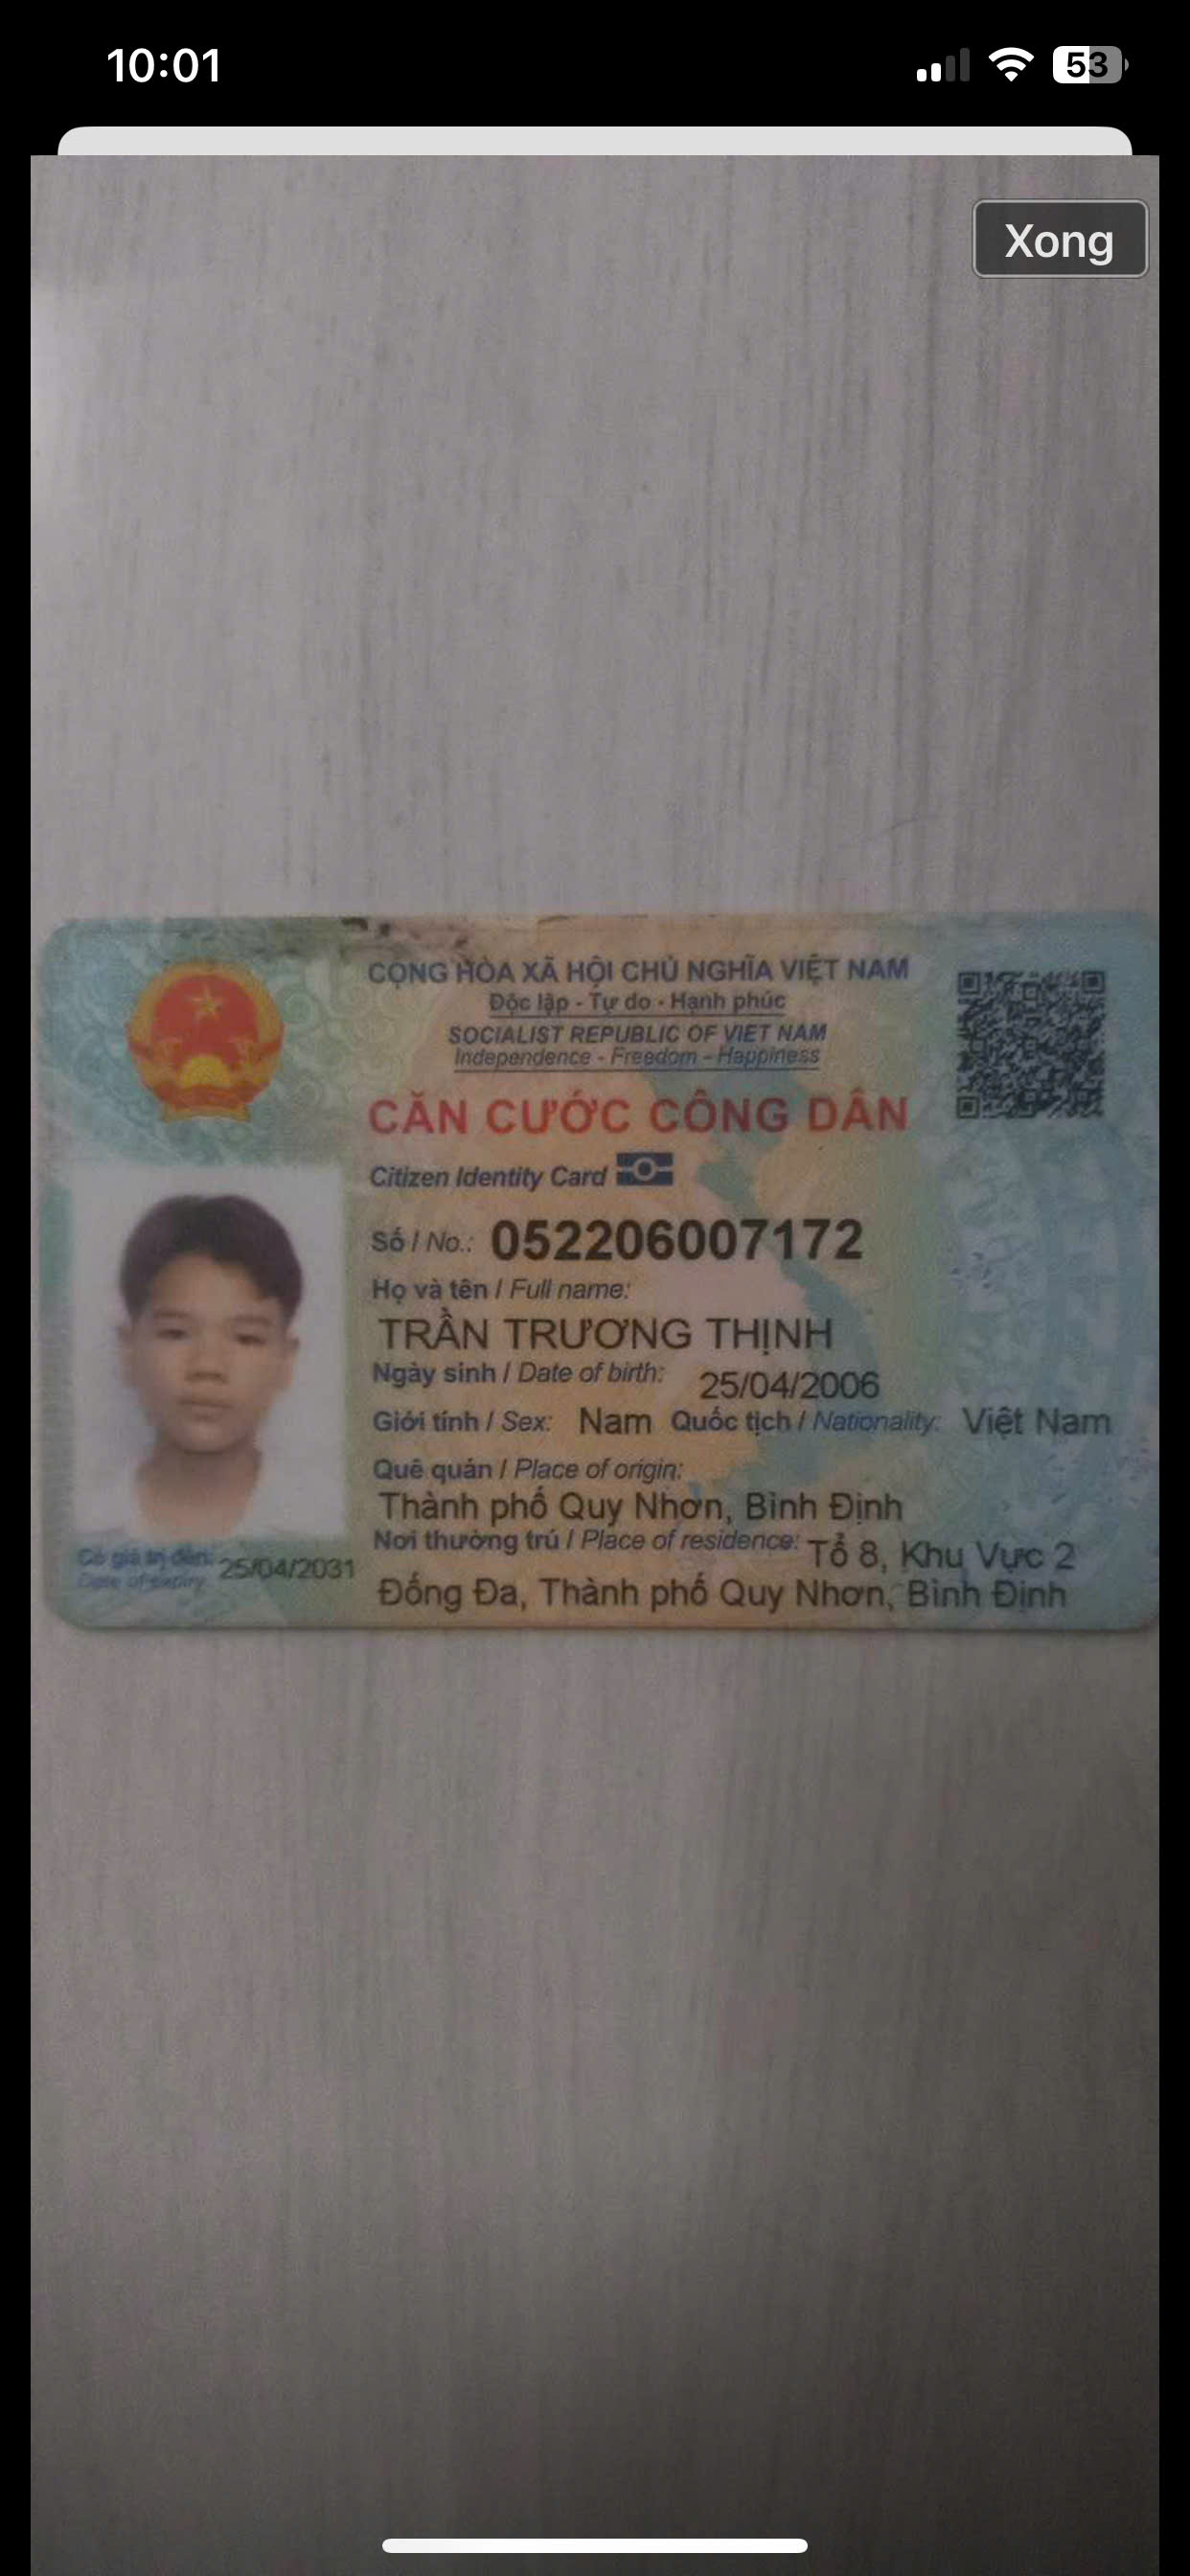 10:01
53
Xong
CỘNG HÒA XÃ HỘI CHỦ NGHĨA VIỆT NAM
Độc lập - Tự do - Hạnh phúc
SOCIALIST REPUBLIC OF VIET NAM
Independence - Freedom - Happiness
CĂN CƯỚC CÔNG DÂN
Citizen Identity Card
Số / No.: 052206007172
Họ và tên / Full name:
TRẦN TRƯƠNG THỊNH
Ngày sinh / Date of birth: 25/04/2006
Giới tính / Sex: Nam Quốc tịch / Nationality: Việt Nam
Quê quán / Place of origin:
Thành phố Quy Nhơn, Bình Định
Nơi thường trú / Place of residence: Tổ 8, Khu Vực 2
Đống Đa, Thành phố Quy Nhơn, Bình Định
Có giá trị đến: 25/04/2031
Date of expiry